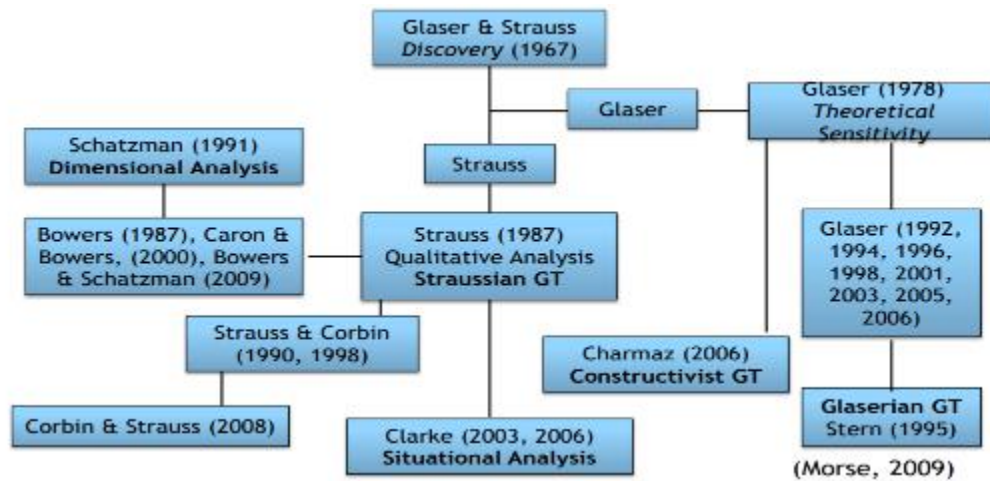 Glaser & Strauss
Discovery (1967)
Glaser
Glaser (1978)
Theoretical
Sensitivity
Schatzman (1991)
Dimensional Analysis
Strauss
Bowers (1987), Caron &
Bowers, (2000), Bowers
& Schatzman (2009)
Strauss (1987)
Qualitative Analysis
Straussian GT
Glaser (1992,
1994, 1996,
1998, 2001,
2003, 2005,
2006)
Strauss & Corbin
(1990, 1998)
Charmaz (2006)
Constructivist GT
Corbin & Strauss (2008)
Clarke (2003, 2006)
Situational Analysis
Glaserian GT
Stern (1995)
(Morse, 2009)